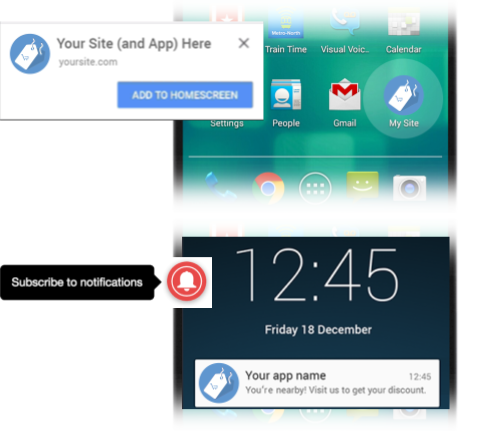 Your Site (and App) Here
yoursite.com
ADD TO HOMESCREEN
Metro-North
Train Time
Visual Voic..
Calendar
Settings
People
Gmail
My Site
Subscribe to notifications
12:45
Friday 18 December
Your app name
12:45
You're nearby! Visit us to get your discount.